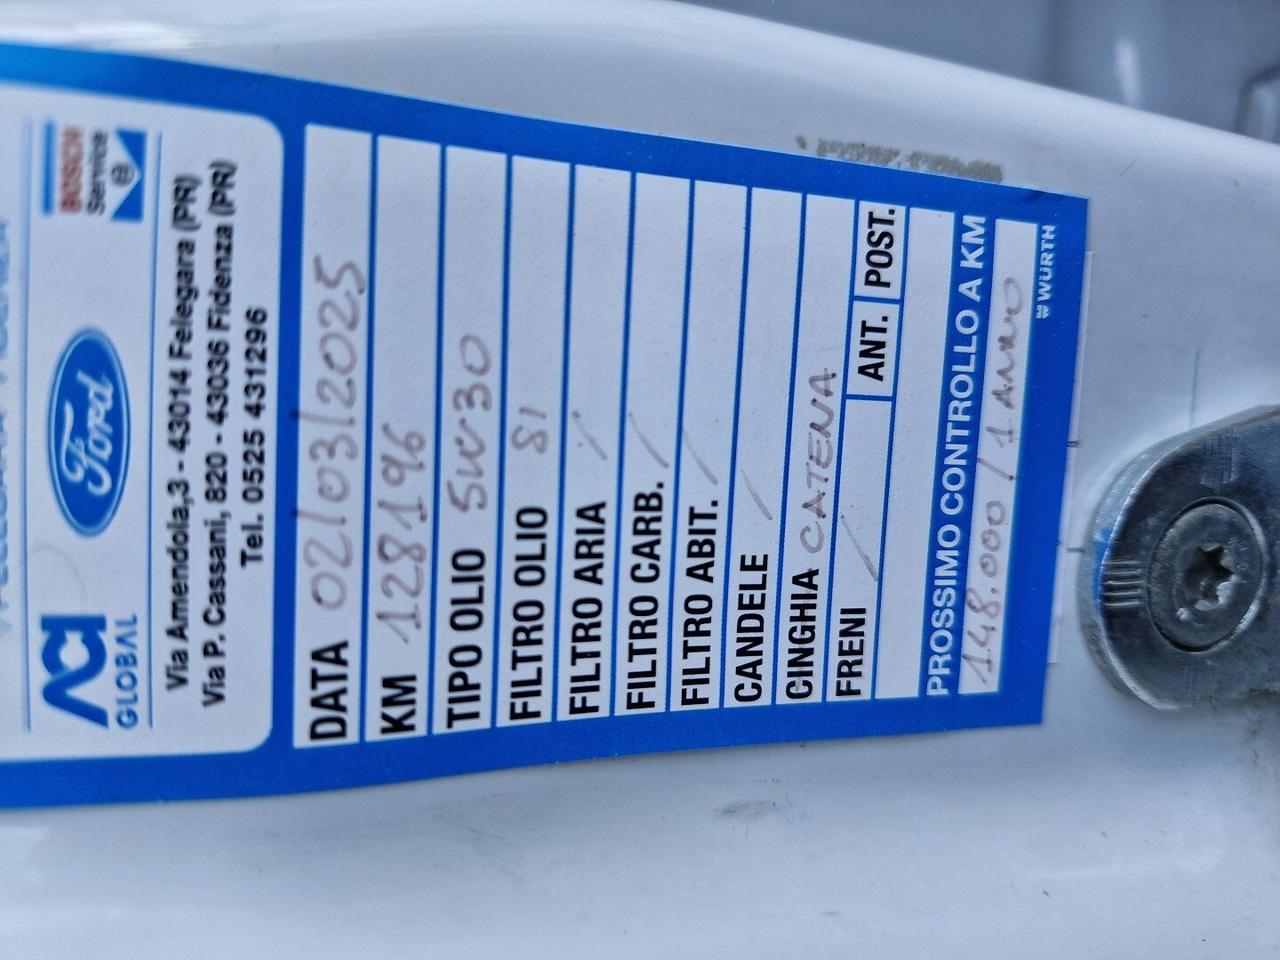 ACI
GLOBAL
Ford
BOSCH
Service
Via Amendola,3 - 43014 Felegara (PR)
Via P. Cassani, 820 - 43036 Fidenza (PR)
Tel. 0525 431296
DATA 02/03/2025
KM 128196
TIPO OLIO 5W30
FILTRO OLIO SI
FILTRO ARIA /
FILTRO CARB. /
FILTRO ABIT. /
CANDELE /
CINGHIA CATENA
FRENI / ANT. POST.
PROSSIMO CONTROLLO A KM
148.000 / 1 ANNO
WÜRTH